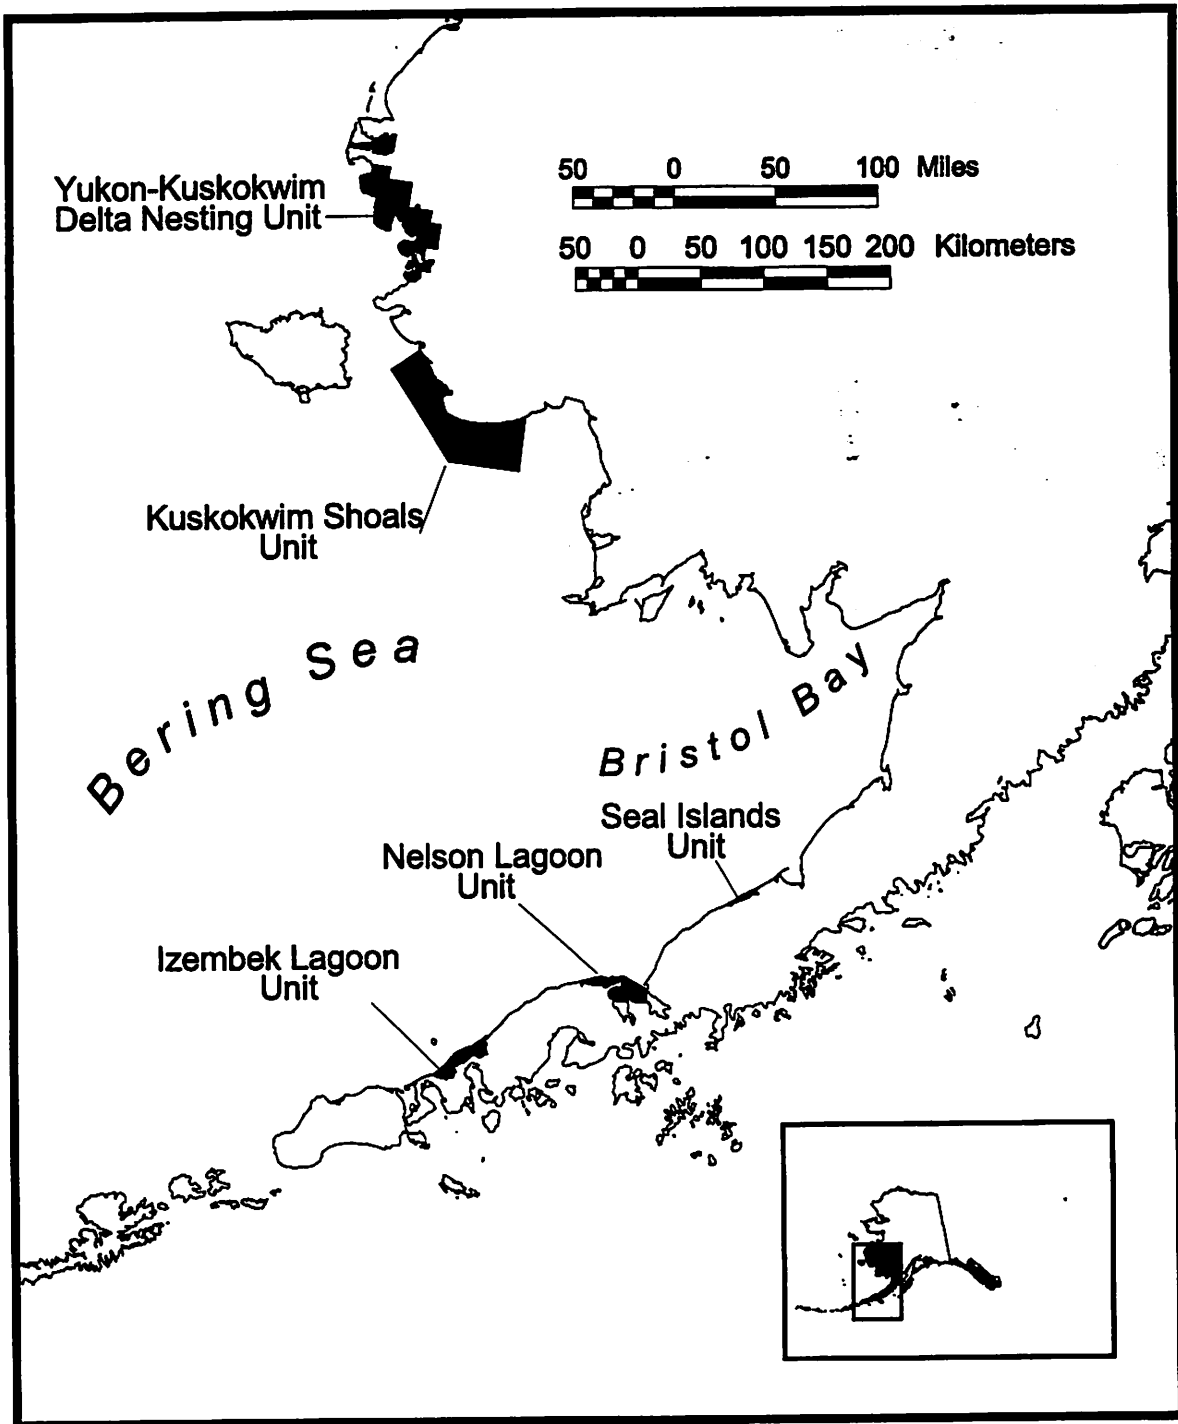 50 0 50 100 Miles
Yukon-Kuskokwim
Delta Nesting Unit
50 0 50 100 150 200 Kilometers
Kuskokwim Shoals
Unit
Bering Sea
Bristol Bay
Seal Islands
Unit
Nelson Lagoon
Unit
Izembek Lagoon
Unit